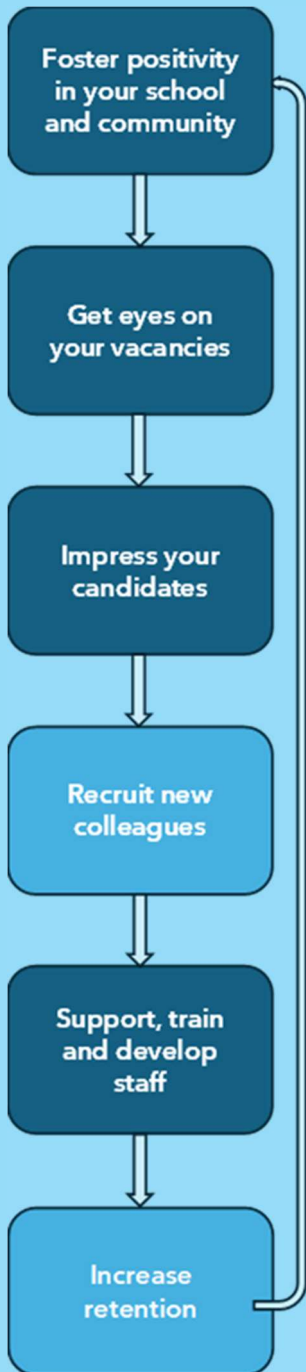 Foster positivity
in your school
and community
Get eyes on
your vacancies
Impress your
candidates
Recruit new
colleagues
Support, train
and develop
staff
Increase
retention